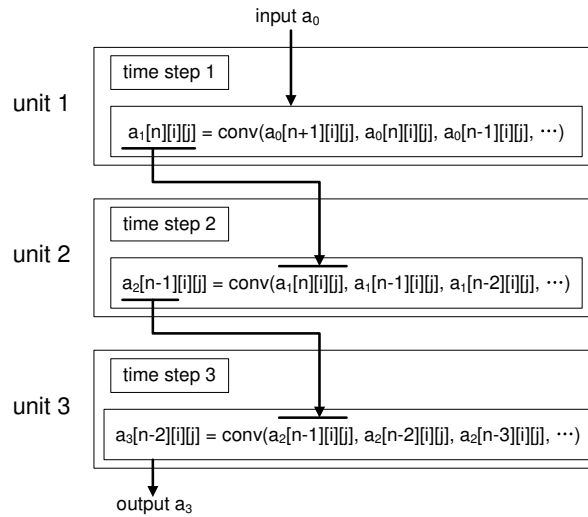 input a₀
unit 1
time step 1
a₁[n][i][j] = conv(a₀[n+1][i][j], a₀[n][i][j], a₀[n-1][i][j], ⋯)
unit 2
time step 2
a₂[n-1][i][j] = conv(a₁[n][i][j], a₁[n-1][i][j], a₁[n-2][i][j], ⋯)
unit 3
time step 3
a₃[n-2][i][j] = conv(a₂[n-1][i][j], a₂[n-2][i][j], a₂[n-3][i][j], ⋯)
output a₃